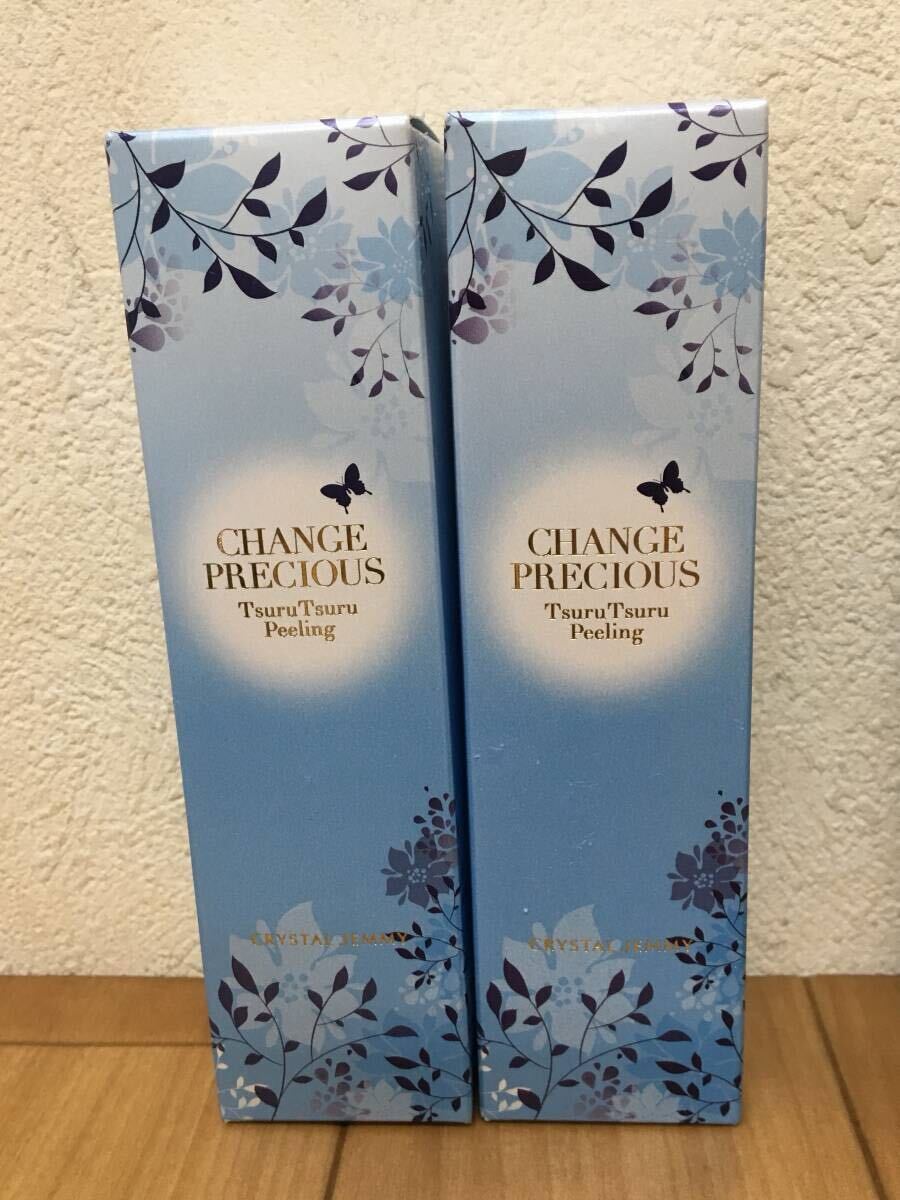 CHANGE
PRECIOUS
TsuruTsuru
Peeling
CRYSTAL JEMMY
CHANGE
PRECIOUS
TsuruTsuru
Peeling
CRYSTAL JEMMY